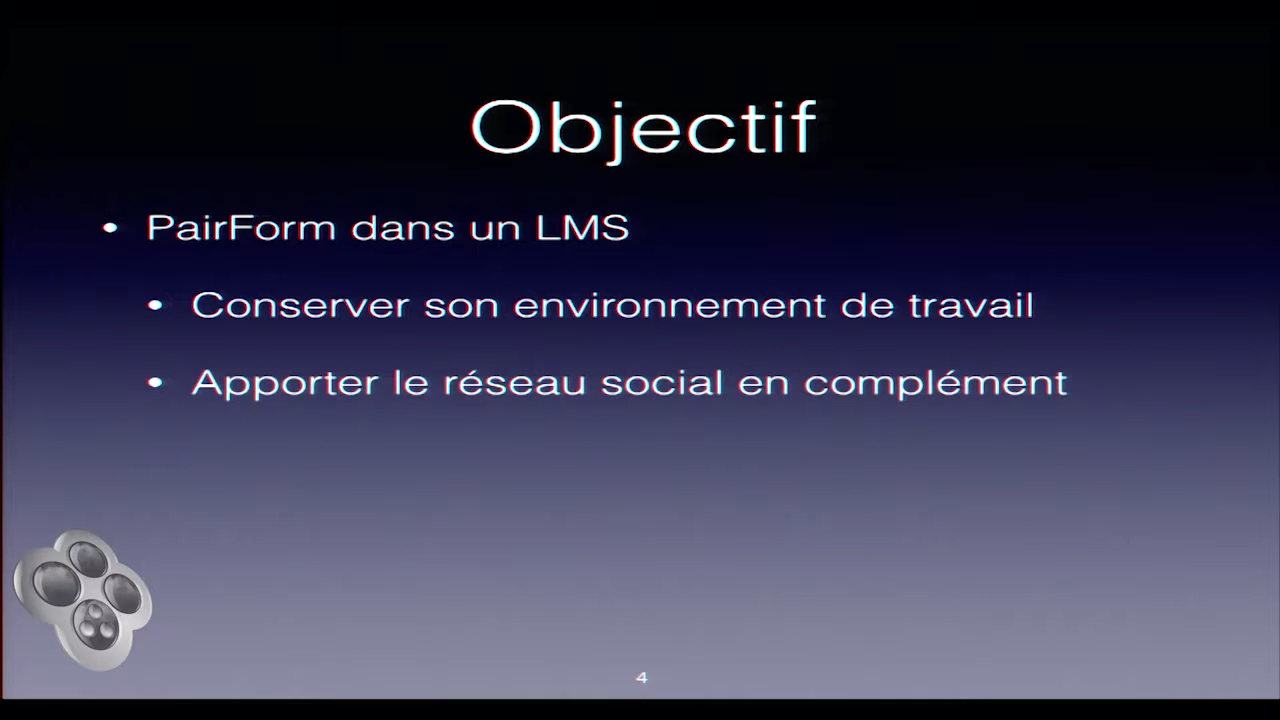 Objectif
• PairForm dans un LMS
• Conserver son environnement de travail
• Apporter le réseau social en complément
4